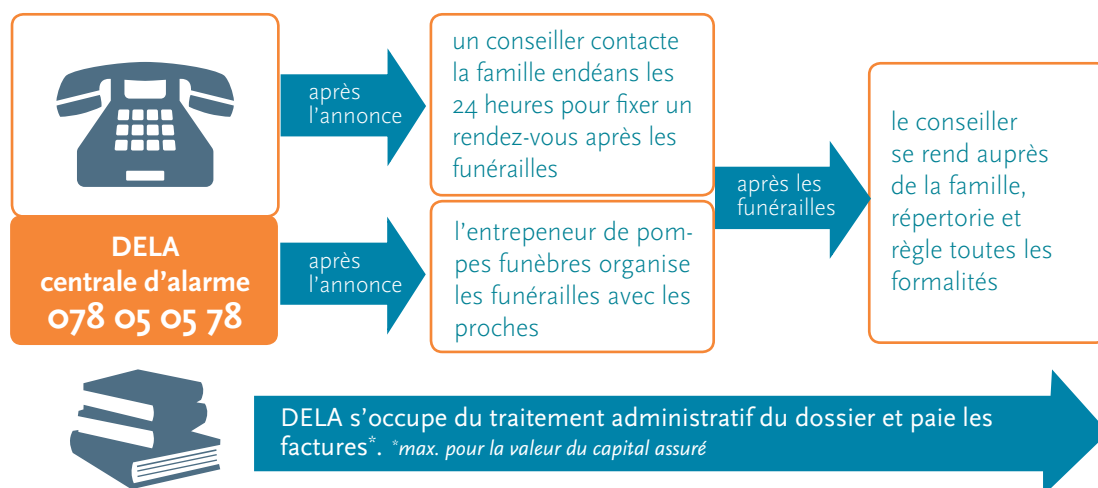 DELA
centrale d'alarme
078 05 05 78
après
l'annonce
un conseiller contacte
la famille endéans les
24 heures pour fixer un
rendez-vous après les
funérailles
après
l'annonce
l'entrepeneur de pom-
pes funèbres organise
les funérailles avec les
proches
après les
funérailles
le conseiller
se rend auprès
de la famille,
répertorie et
règle toutes les
formalités
DELA s'occupe du traitement administratif du dossier et paie les
factures*. *max. pour la valeur du capital assuré